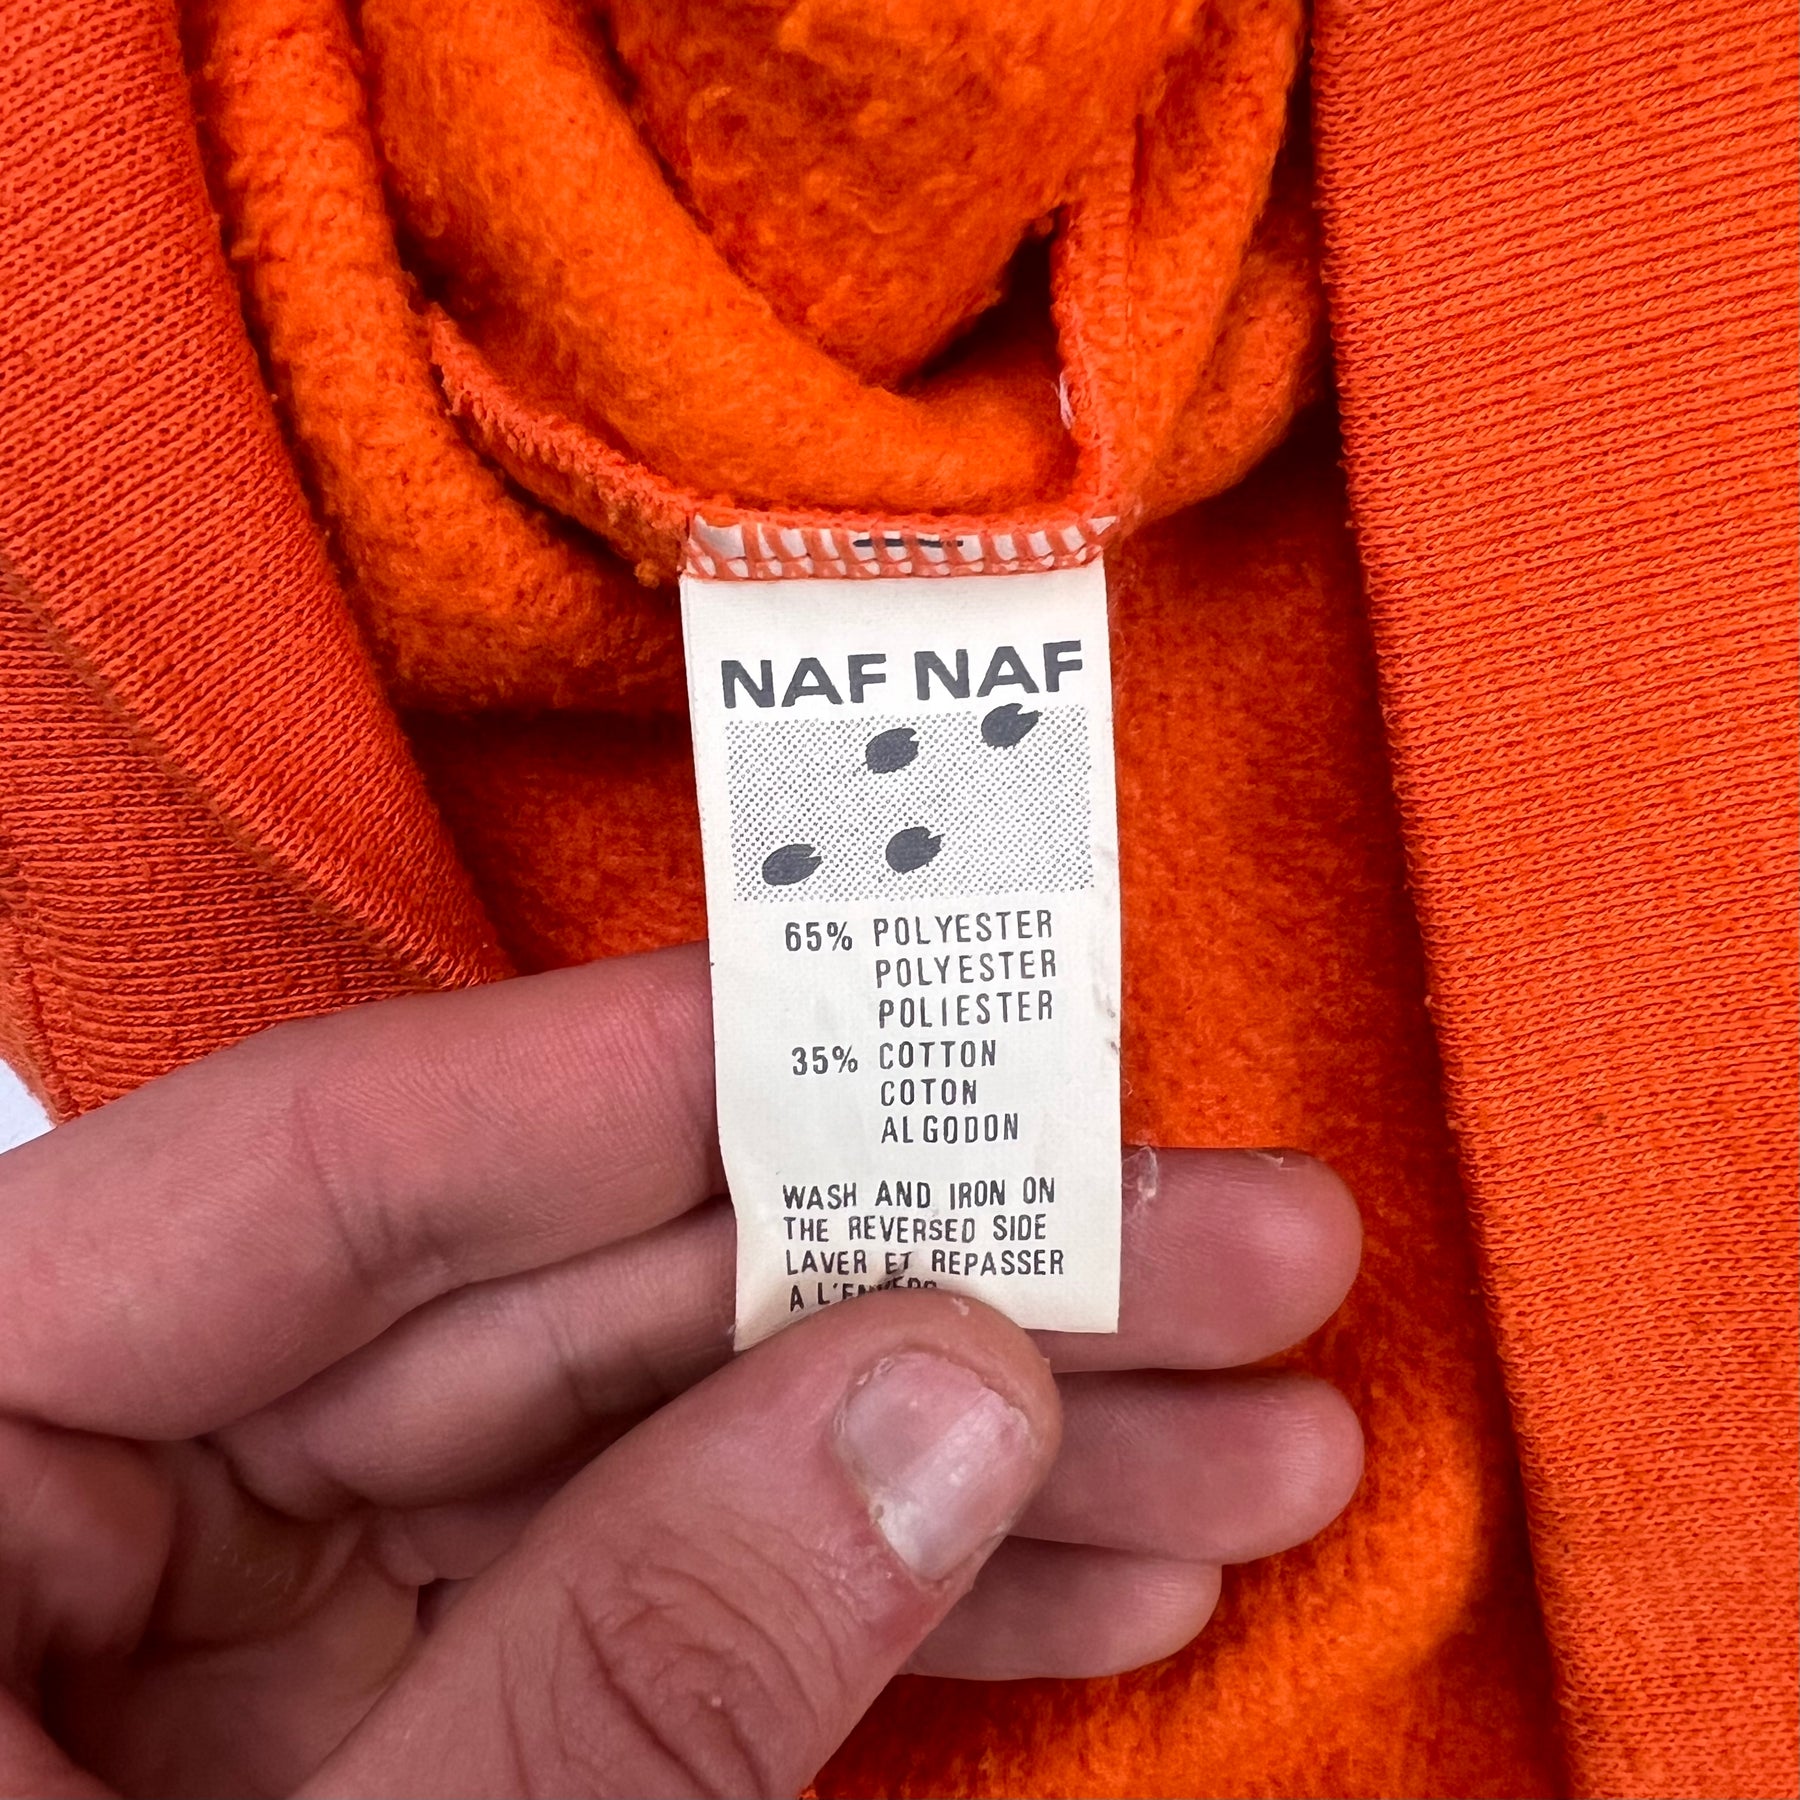 NAF NAF
65% POLYESTER
POLYESTER
POLIESTER
35% COTTON
COTON
ALGODON
WASH AND IRON ON
THE REVERSED SIDE
LAVER ET REPASSER
A